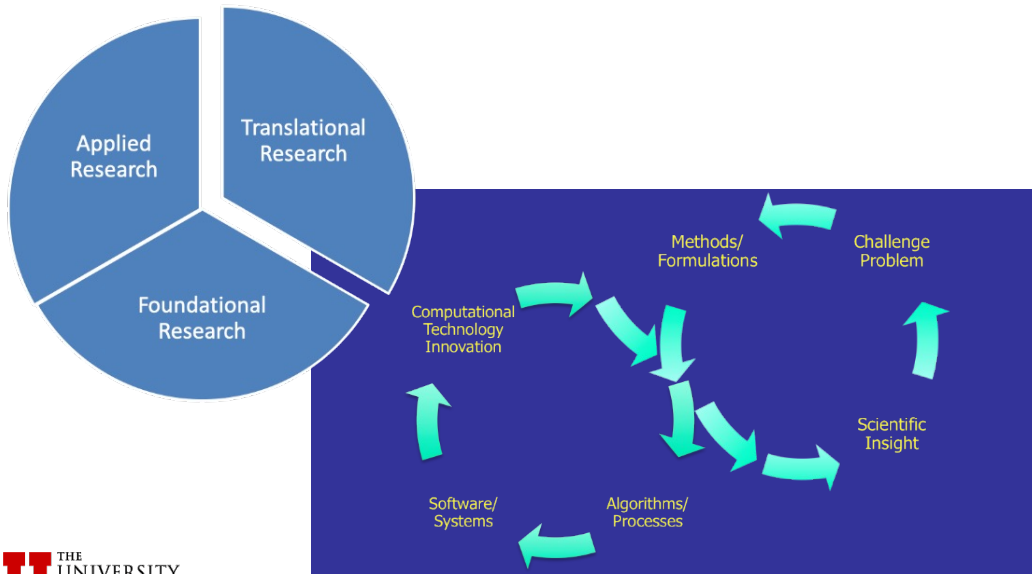 Applied
Research
Translational
Research
Foundational
Research
Methods/
Formulations
Challenge
Problem
Computational
Technology
Innovation
Scientific
Insight
Software/
Systems
Algorithms/
Processes
THE
UNIVERSITY